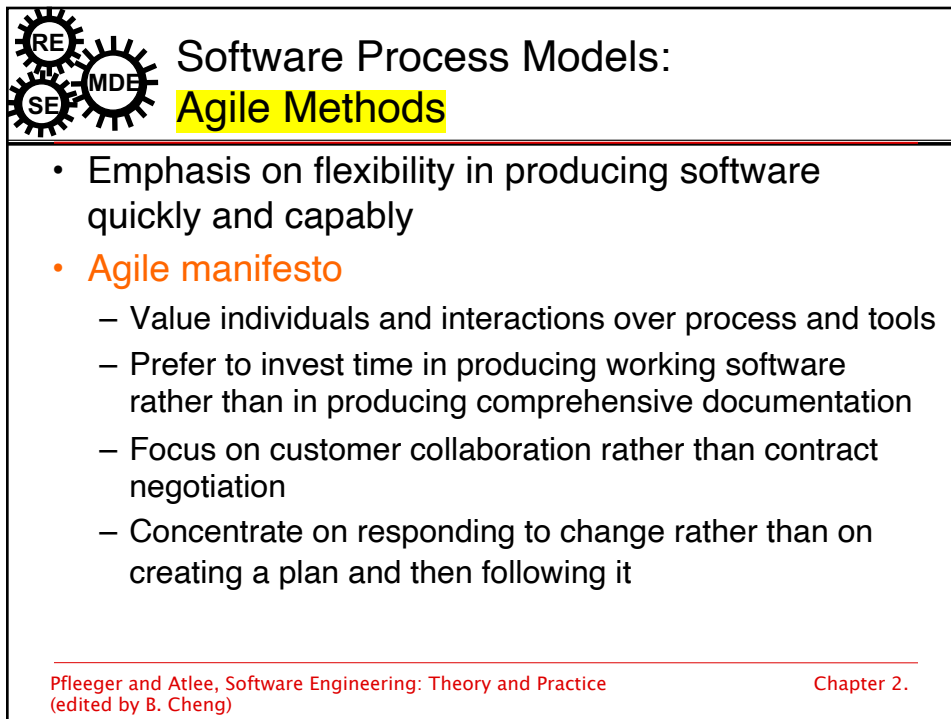 RE
MDE
SE
Software Process Models:
Agile Methods
• Emphasis on flexibility in producing software
quickly and capably
• Agile manifesto
– Value individuals and interactions over process and tools
– Prefer to invest time in producing working software
rather than in producing comprehensive documentation
– Focus on customer collaboration rather than contract
negotiation
– Concentrate on responding to change rather than on
creating a plan and then following it
Pfleeger and Atlee, Software Engineering: Theory and Practice
(edited by B. Cheng)
Chapter 2.